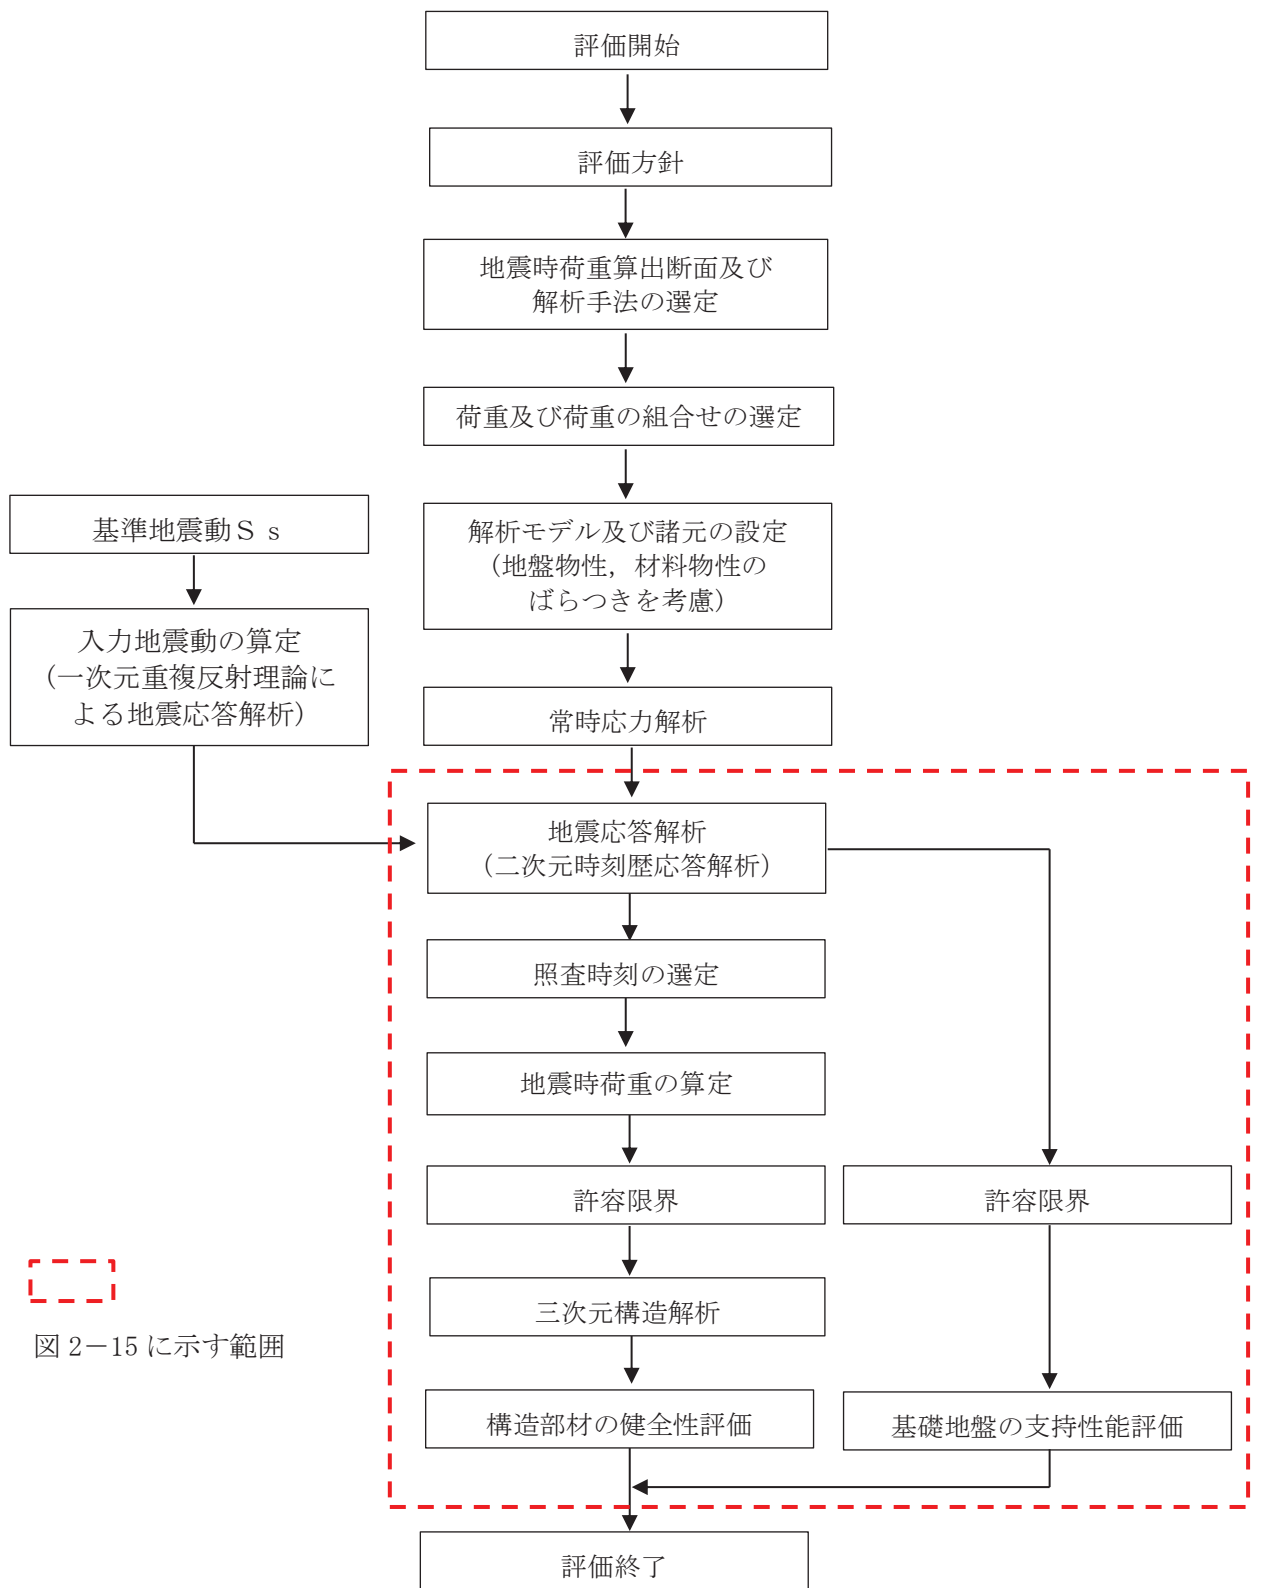 評価開始
評価方針
地震時荷重算出断面及び
解析手法の選定
荷重及び荷重の組合せの選定
基準地震動Ｓｓ
解析モデル及び諸元の設定
（地盤物性，材料物性の
ばらつきを考慮）
入力地震動の算定
（一次元重複反射理論に
よる地震応答解析）
常時応力解析
地震応答解析
（二次元時刻歴応答解析）
照査時刻の選定
地震時荷重の算定
許容限界
許容限界
三次元構造解析
図 2－15 に示す範囲
構造部材の健全性評価
基礎地盤の支持性能評価
評価終了